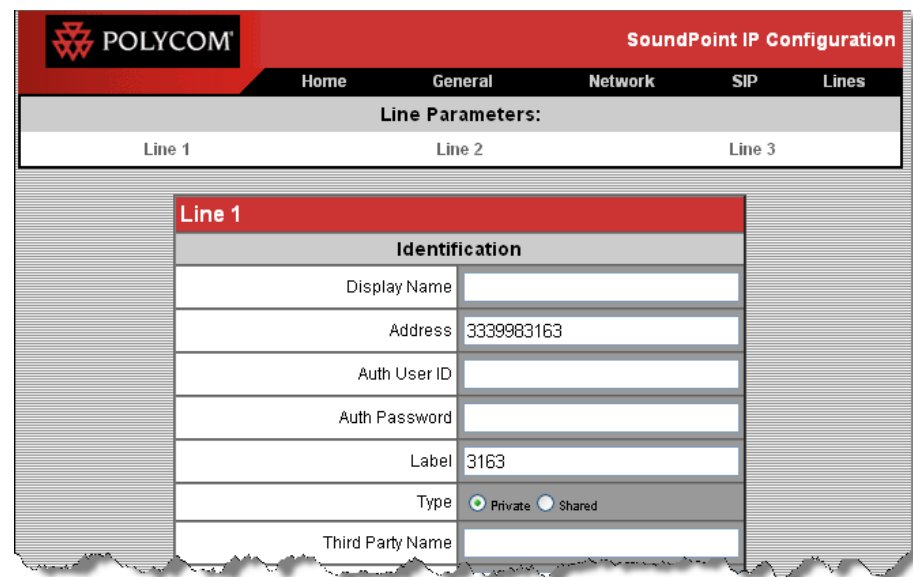 POLYCOM®
SoundPoint IP Configuration
Home General Network SIP Lines
Line Parameters:
Line 1 Line 2 Line 3
Line 1
Identification
Display Name
Address 3339983163
Auth User ID
Auth Password
Label 3163
Type Private Shared
Third Party Name